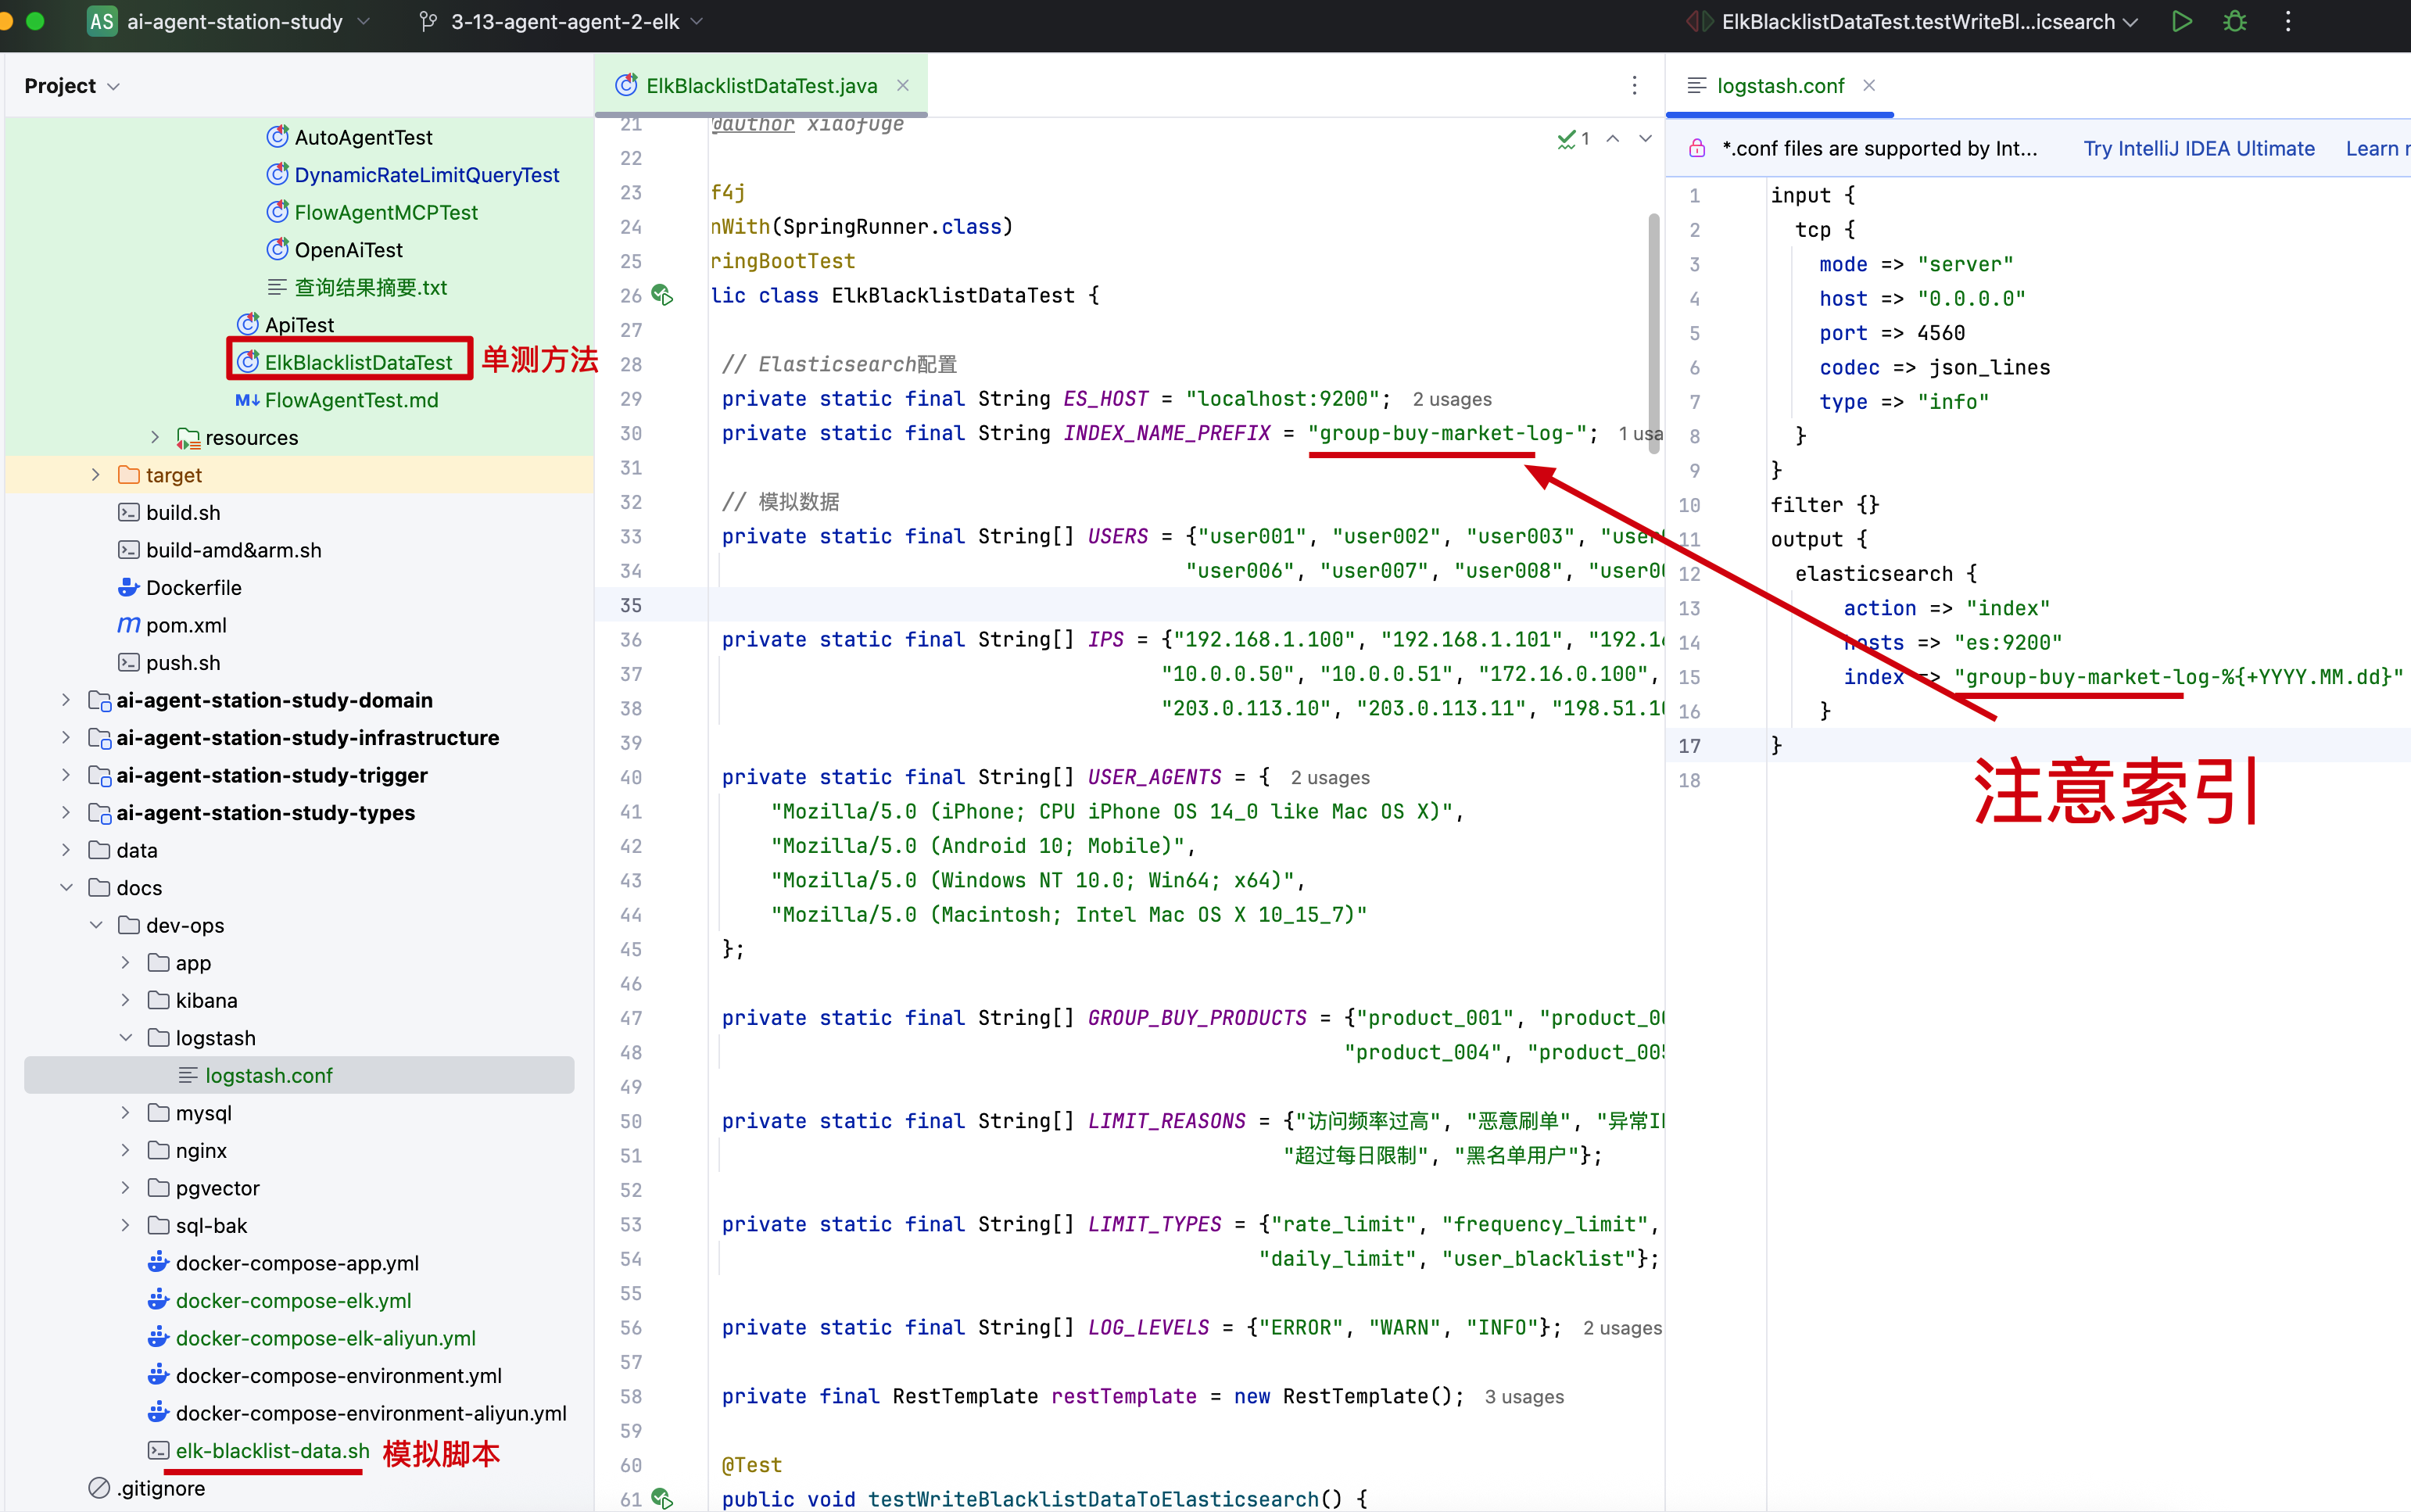 AS ai-agent-station-study 3-13-agent-agent-2-elk ElkBlacklistDataTest.testWriteBl...icsearch
Project
AutoAgentTest
DynamicRateLimitQueryTest
FlowAgentMCPTest
OpenAiTest
查询结果摘要.txt
ApiTest
ElkBlacklistDataTest 单测方法
FlowAgentTest.md
resources
target
build.sh
build-amd&arm.sh
Dockerfile
pom.xml
push.sh
ai-agent-station-study-domain
ai-agent-station-study-infrastructure
ai-agent-station-study-trigger
ai-agent-station-study-types
data
docs
dev-ops
app
kibana
logstash
logstash.conf
mysql
nginx
pgvector
sql-bak
docker-compose-app.yml
docker-compose-elk.yml
docker-compose-elk-aliyun.yml
docker-compose-environment.yml
docker-compose-environment-aliyun.yml
elk-blacklist-data.sh 模拟脚本
.gitignore
ElkBlacklistDataTest.java
1
21 @author xiaofuge
22
23 f4j
24 nWith(SpringRunner.class)
25 ringBootTest
26 lic class ElkBlacklistDataTest {
27
28 // Elasticsearch配置
29 private static final String ES_HOST = "localhost:9200"; 2 usages
30 private static final String INDEX_NAME_PREFIX = "group-buy-market-log-"; 1 usa
31
32 // 模拟数据
33 private static final String[] USERS = {"user001", "user002", "user003", "user
34 "user006", "user007", "user008", "user00
35
36 private static final String[] IPS = {"192.168.1.100", "192.168.1.101", "192.16
37 "10.0.0.50", "10.0.0.51", "172.16.0.100",
38 "203.0.113.10", "203.0.113.11", "198.51.10
39
40 private static final String[] USER_AGENTS = { 2 usages
41 "Mozilla/5.0 (iPhone; CPU iPhone OS 14_0 like Mac OS X)",
42 "Mozilla/5.0 (Android 10; Mobile)",
43 "Mozilla/5.0 (Windows NT 10.0; Win64; x64)",
44 "Mozilla/5.0 (Macintosh; Intel Mac OS X 10_15_7)"
45 };
46
47 private static final String[] GROUP_BUY_PRODUCTS = {"product_001", "product_00
48 "product_004", "product_005
49
50 private static final String[] LIMIT_REASONS = {"访问频率过高", "恶意刷单", "异常I
51 "超过每日限制", "黑名单用户"};
52
53 private static final String[] LIMIT_TYPES = {"rate_limit", "frequency_limit",
54 "daily_limit", "user_blacklist"};
55
56 private static final String[] LOG_LEVELS = {"ERROR", "WARN", "INFO"}; 2 usages
57
58 private final RestTemplate restTemplate = new RestTemplate(); 3 usages
59
60 @Test
61 public void testWriteBlacklistDataToElasticsearch() {
logstash.conf
*.conf files are supported by Int... Try IntelliJ IDEA Ultimate Learn
1 input {
2 tcp {
3 mode => "server"
4 host => "0.0.0.0"
5 port => 4560
6 codec => json_lines
7 type => "info"
8 }
9 }
10 filter {}
11 output {
12 elasticsearch {
13 action => "index"
14 hosts => "es:9200"
15 index => "group-buy-market-log-%{+YYYY.MM.dd}"
16 }
17 }
18
注意索引